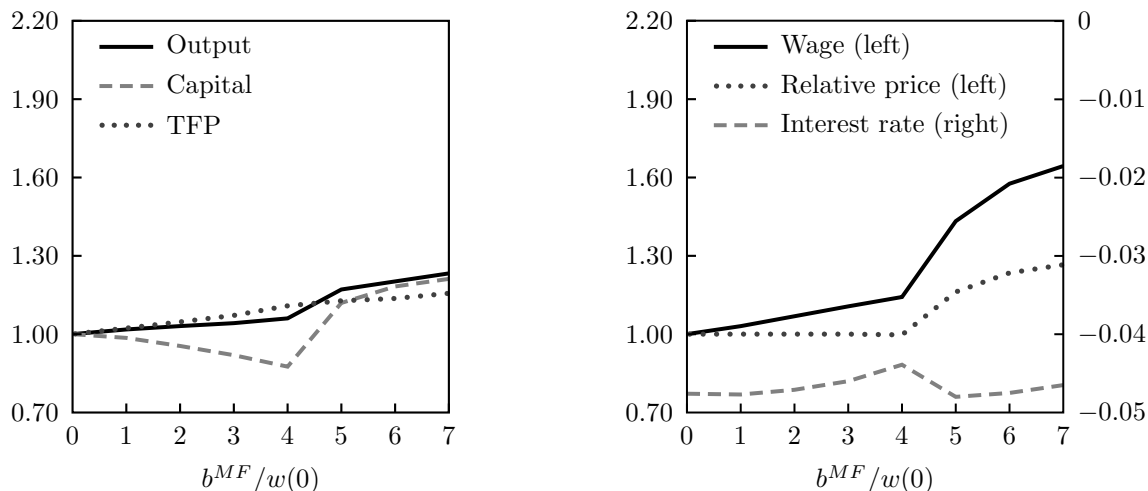 2.20
1.90
1.60
1.30
1.00
0.70
Output
Capital
TFP
0 1 2 3 4 5 6 7
b^{MF}/w(0)
2.20
1.90
1.60
1.30
1.00
0.70
Wage (left)
Relative price (left)
Interest rate (right)
0
−0.01
−0.02
−0.03
−0.04
−0.05
0 1 2 3 4 5 6 7
b^{MF}/w(0)